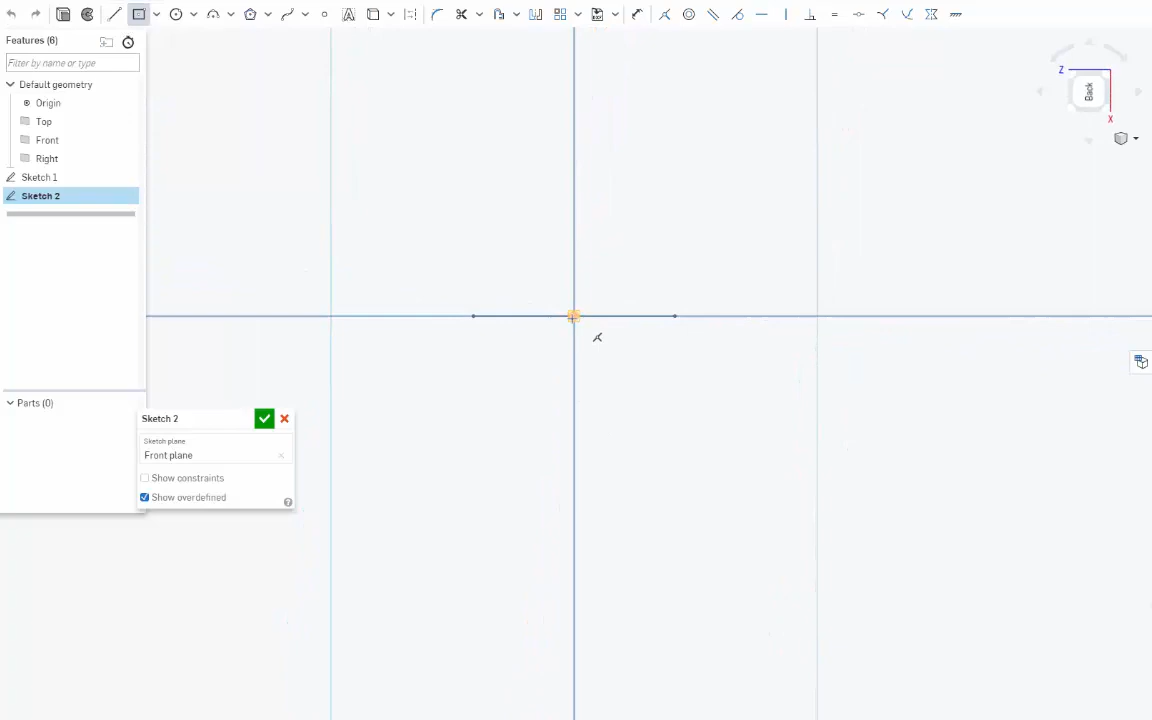 Features (6)
Filter by name or type
Default geometry
Origin
Top
Front
Right
Sketch 1
Sketch 2
Parts (0)
Sketch 2
Sketch plane
Front plane
Show constraints
Show overdefined
Z
Back
X